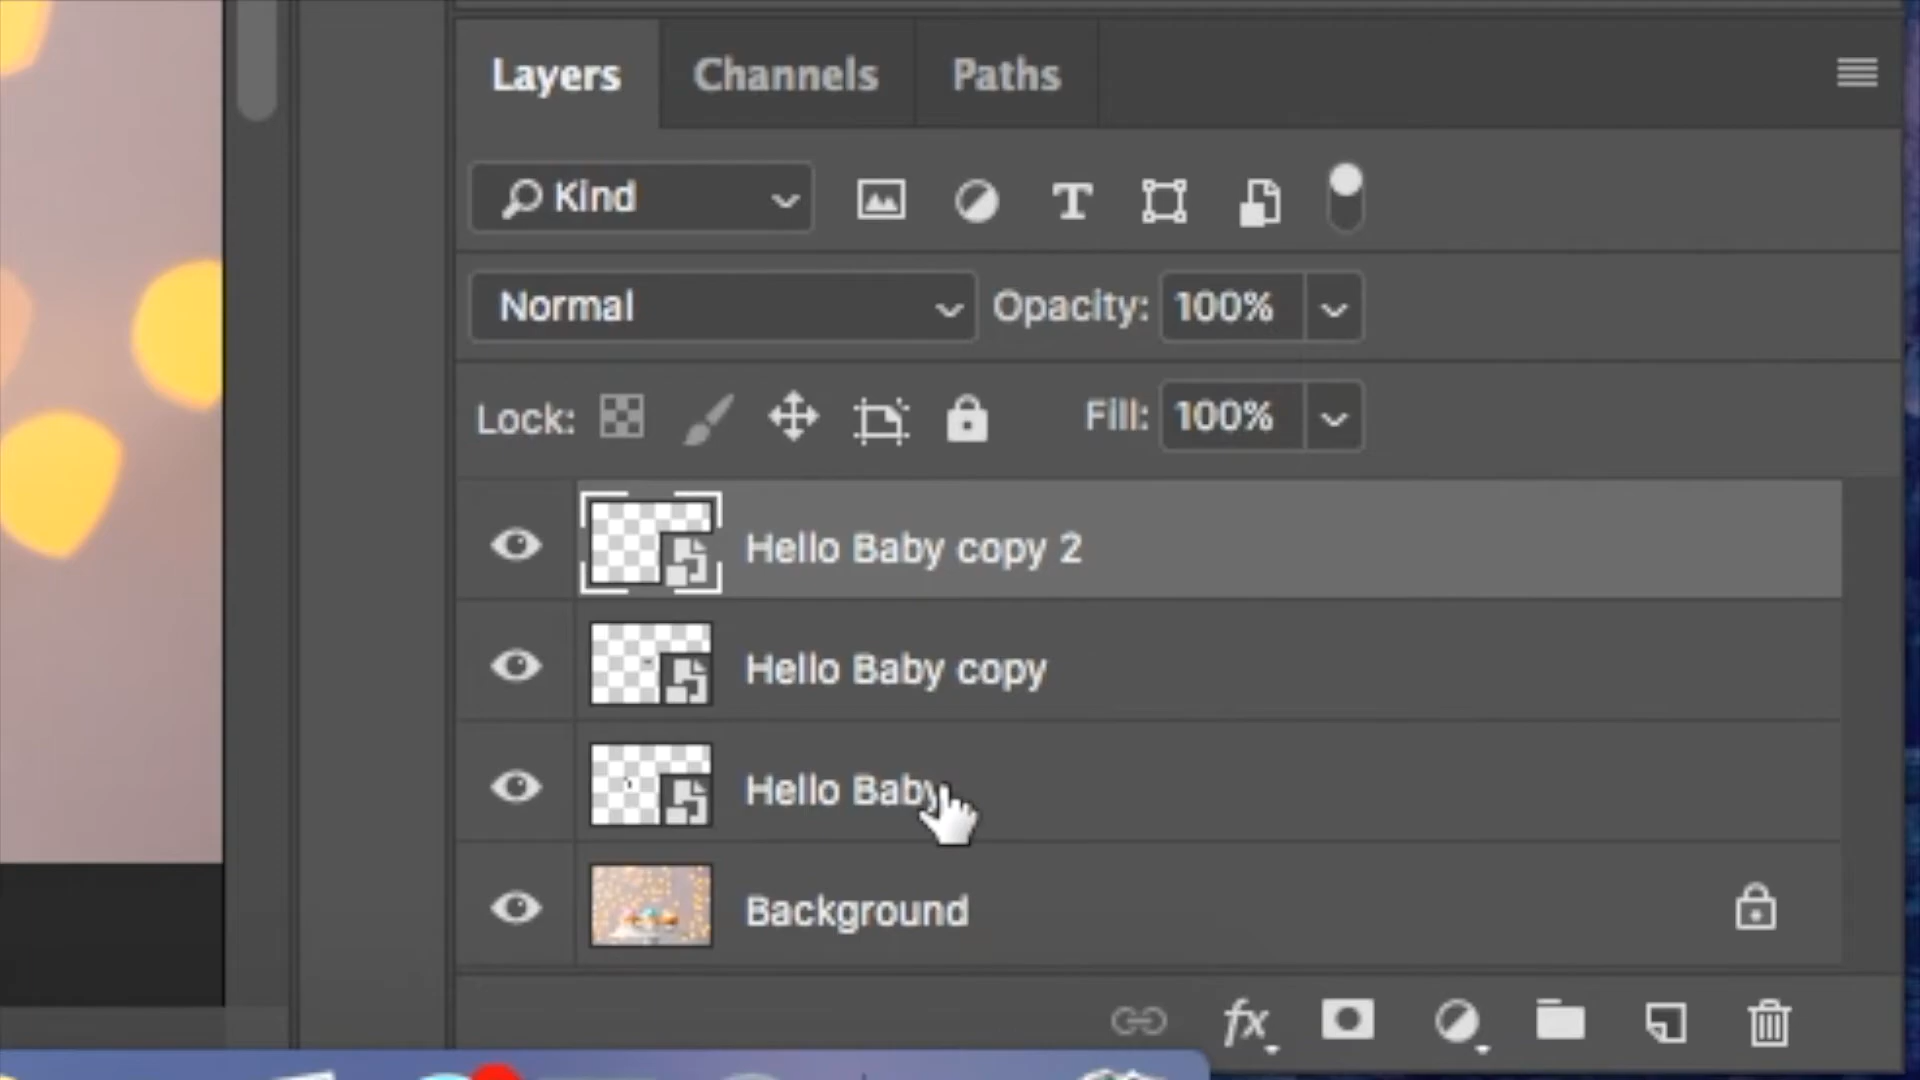 Layers Channels Paths
Kind
Normal Opacity: 100%
Lock: Fill: 100%
Hello Baby copy 2
Hello Baby copy
Hello Baby
Background
fx